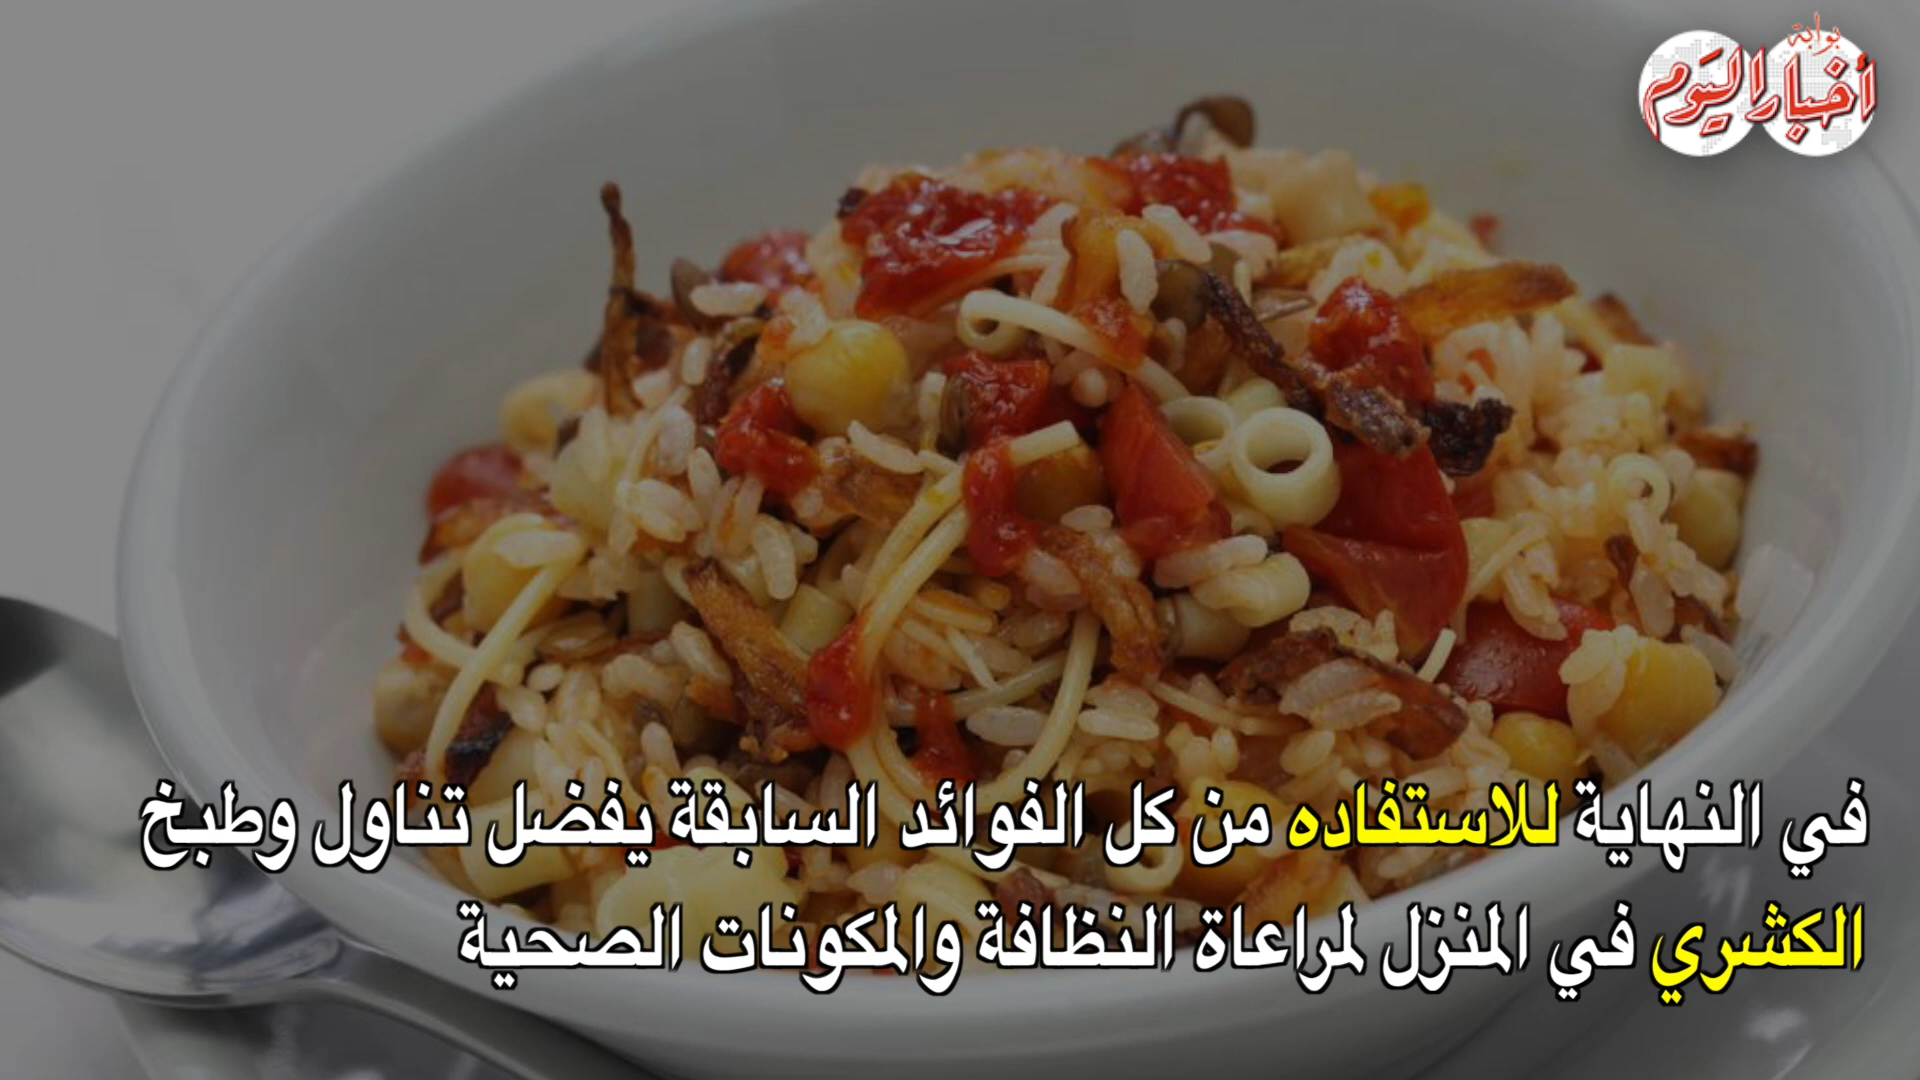 بوابة
أخبار اليوم
في النهاية للاستفاده من كل الفوائد السابقة يفضل تناول وطبخ
الكشري في المنزل لمراعاة النظافة والمكونات الصحية